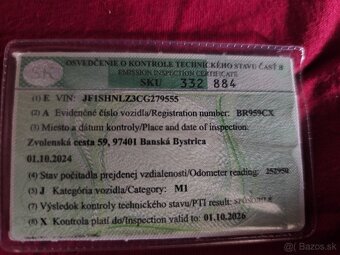 OSVEDČENIE O KONTROLE TECHNICKÉHO STAVU ČASŤ B
EMISSION INSPECTION CERTIFICATE
SK
SKU 332 884
(1) E VIN: JF1SHNLZ3CG279555
(2) A Evidenčné číslo vozidla/Registration number: BR959CX
(3) Miesto a dátum kontroly/Place and date of inspection:
Zvolenská cesta 59, 97401 Banská Bystrica
01.10.2024
(4) Stav počítadla prejdenej vzdialenosti/Odometer reading:
(5) J Kategória vozidla/Category: M1
(7) Výsledok kontroly technického stavu/PTI result:
(8) X Kontrola platí do/Inspection valid to: 01.10.2026
bazos.sk